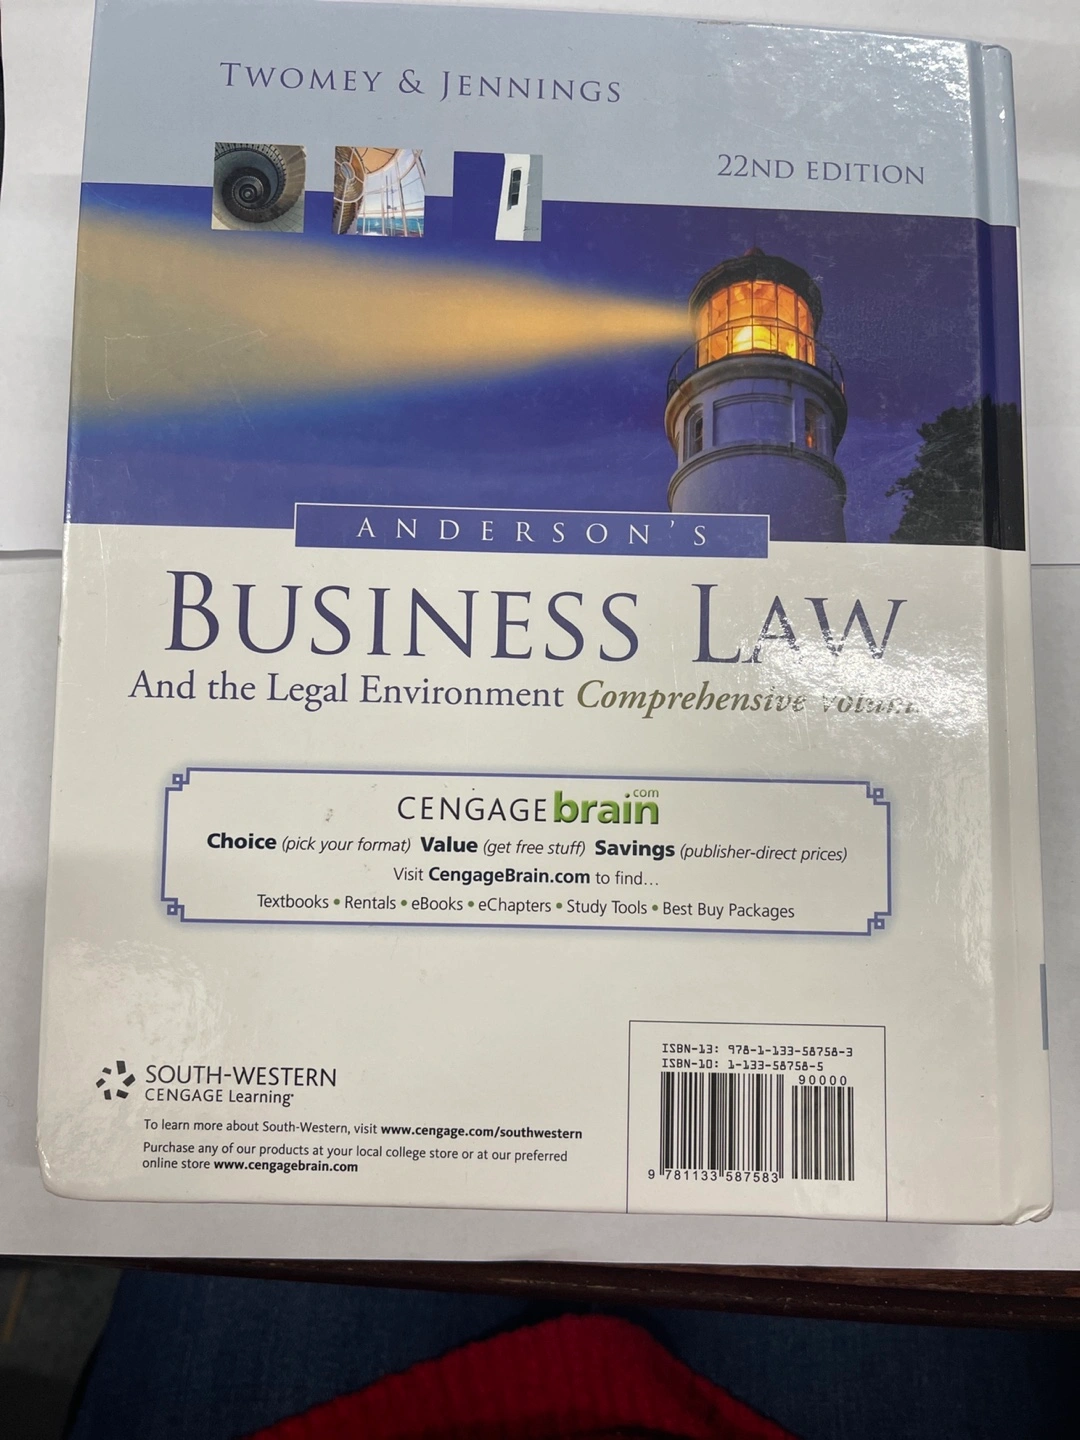 TWOMEY & JENNINGS
22ND EDITION
ANDERSON'S
BUSINESS LAW
And the Legal Environment Comprehensive Volume
CENGAGE brain.com
Choice (pick your format) Value (get free stuff) Savings (publisher-direct prices)
Visit CengageBrain.com to find...
Textbooks • Rentals • eBooks • eChapters • Study Tools • Best Buy Packages
SOUTH-WESTERN
CENGAGE Learning™
To learn more about South-Western, visit www.cengage.com/southwestern
Purchase any of our products at your local college store or at our preferred
online store www.cengagebrain.com
ISBN-13: 978-1-133-58758-3
ISBN-10: 1-133-58758-5
90000
9 781133 587583